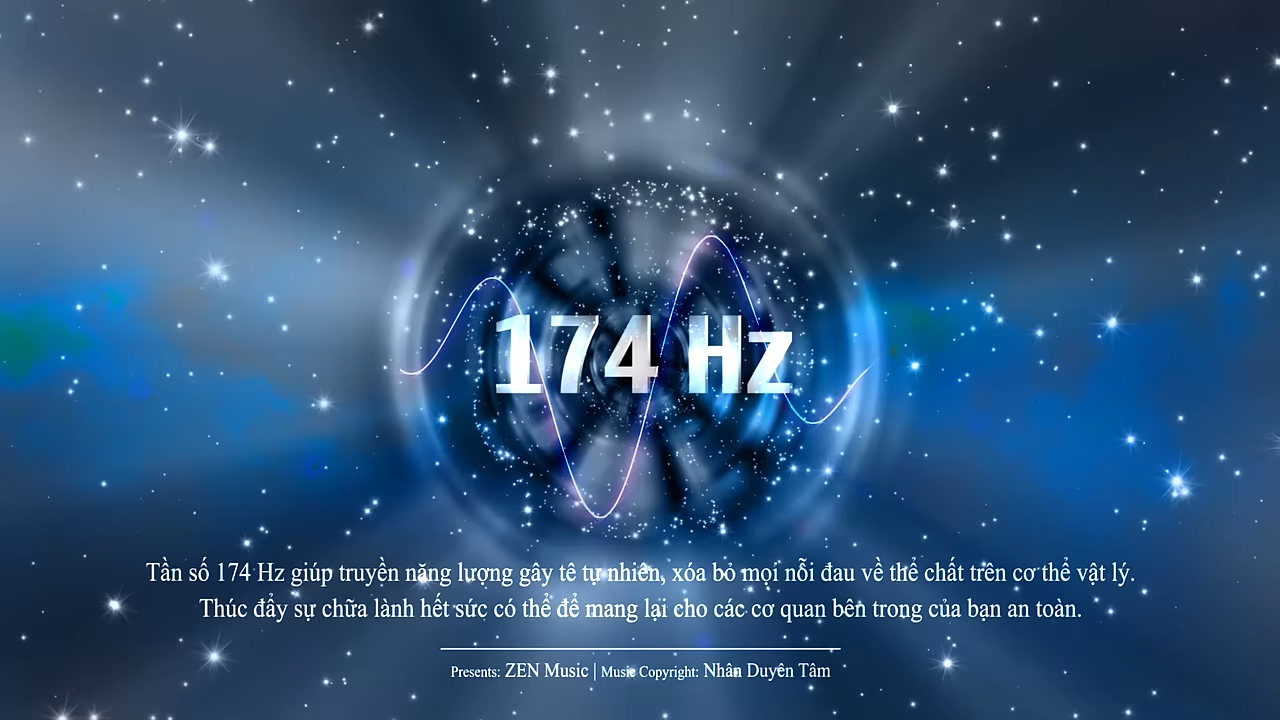 174 Hz
Tần số 174 Hz giúp truyền năng lượng gây tê tự nhiên, xóa bỏ mọi nỗi đau về thể chất trên cơ thể vật lý.
Thúc đẩy sự chữa lành hết sức có thể để mang lại cho các cơ quan bên trong của bạn an toàn.
Presents: ZEN Music | Music Copyright: Nhân Duyên Tâm